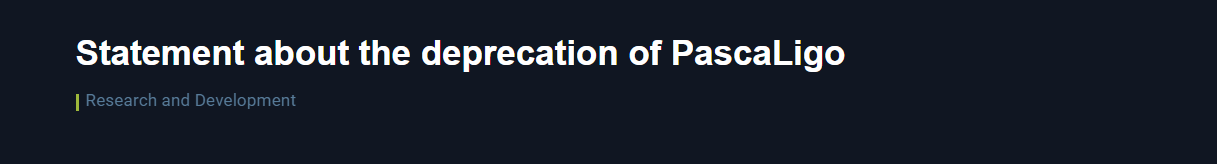 Statement about the deprecation of PascaLigo
Research and Development